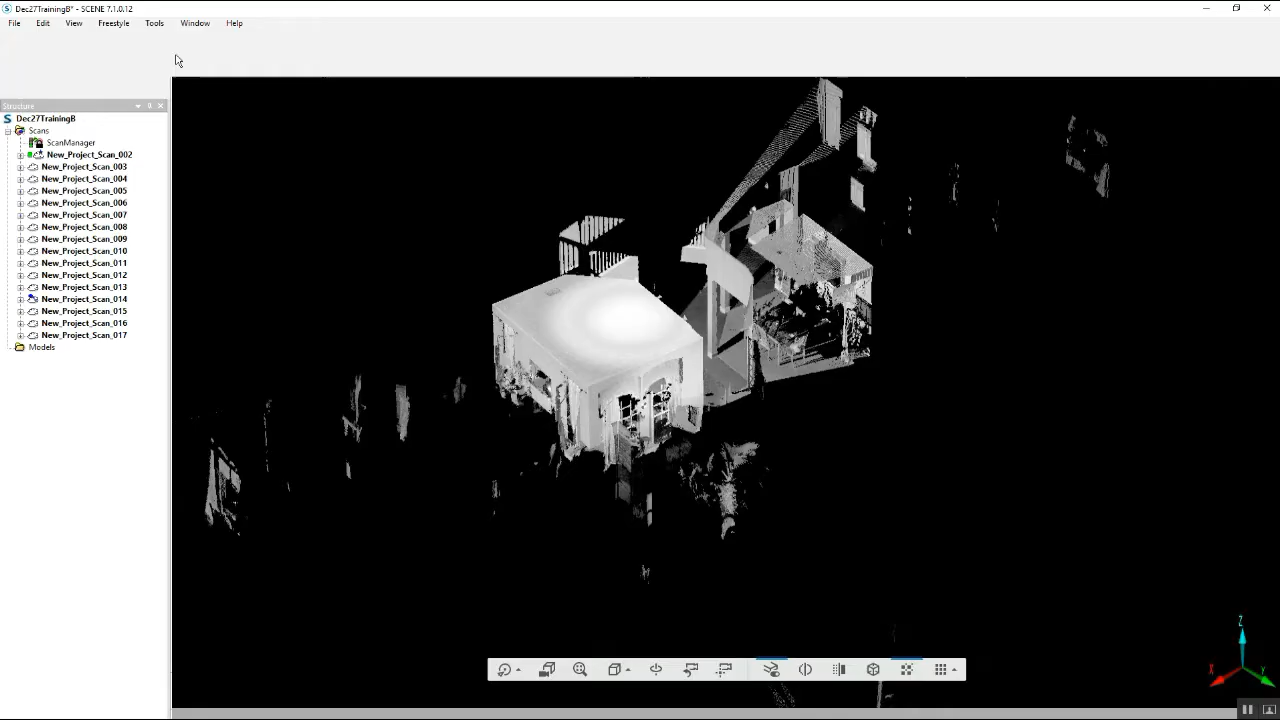 Dec27TrainingB* - SCENE 7.1.0.12
File Edit View Freestyle Tools Window Help
Structure
Dec27TrainingB
Scans
ScanManager
New_Project_Scan_002
New_Project_Scan_003
New_Project_Scan_004
New_Project_Scan_005
New_Project_Scan_006
New_Project_Scan_007
New_Project_Scan_008
New_Project_Scan_009
New_Project_Scan_010
New_Project_Scan_011
New_Project_Scan_012
New_Project_Scan_013
New_Project_Scan_014
New_Project_Scan_015
New_Project_Scan_016
New_Project_Scan_017
Models
Z
X Y